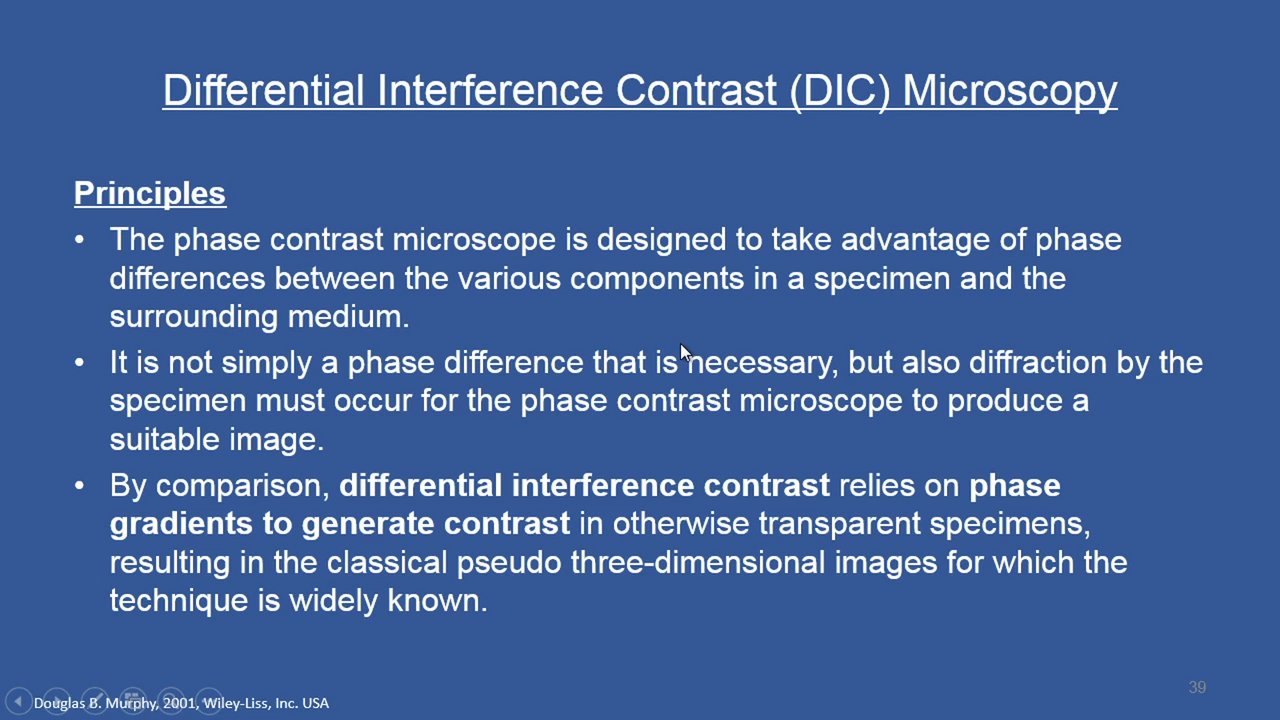 Differential Interference Contrast (DIC) Microscopy
Principles
• The phase contrast microscope is designed to take advantage of phase
differences between the various components in a specimen and the
surrounding medium.
• It is not simply a phase difference that is necessary, but also diffraction by the
specimen must occur for the phase contrast microscope to produce a
suitable image.
• By comparison, differential interference contrast relies on phase
gradients to generate contrast in otherwise transparent specimens,
resulting in the classical pseudo three-dimensional images for which the
technique is widely known.
39
Douglas B. Murphy, 2001, Wiley-Liss, Inc. USA